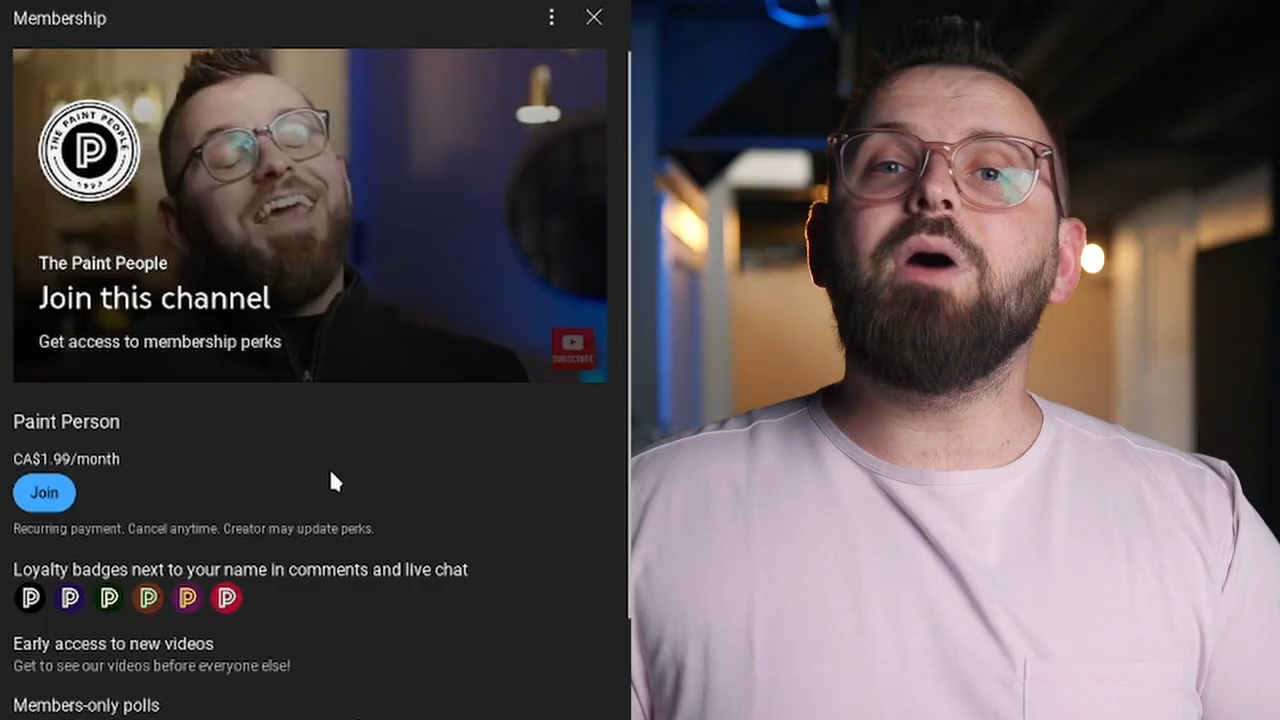 Membership
THE PAINT PEOPLE
P
1997
The Paint People
Join this channel
Get access to membership perks
SUBSCRIBE
Paint Person
CA$1.99/month
Join
Recurring payment. Cancel anytime. Creator may update perks.
Loyalty badges next to your name in comments and live chat
P P P P P P
Early access to new videos
Get to see our videos before everyone else!
Members-only polls